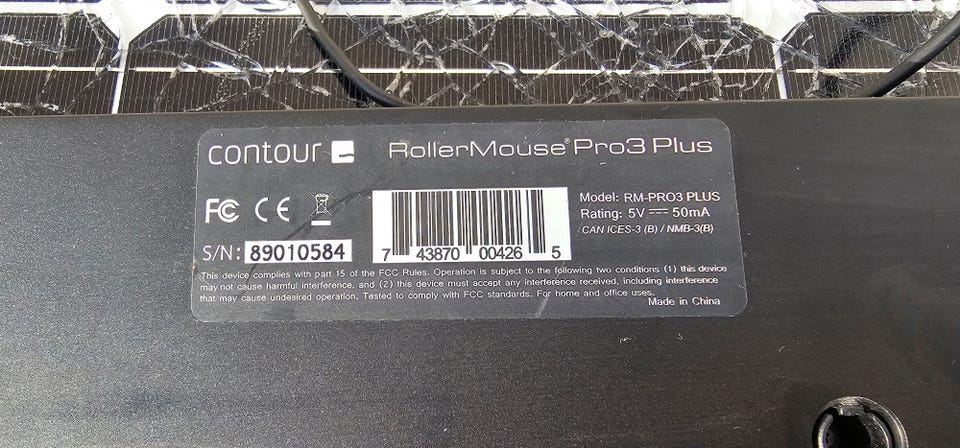 contour
RollerMouse® Pro3 Plus
FC CE
Model: RM-PRO3 PLUS
Rating: 5V ⎓ 50mA
CAN ICES-3 (B) / NMB-3(B)
S/N: 89010584
7 43870 00426 5
This device complies with part 15 of the FCC Rules. Operation is subject to the following two conditions (1) this device
may not cause harmful interference, and (2) this device must accept any interference received, including interference
that may cause undesired operation. Tested to comply with FCC standards. For home and office uses.
Made in China